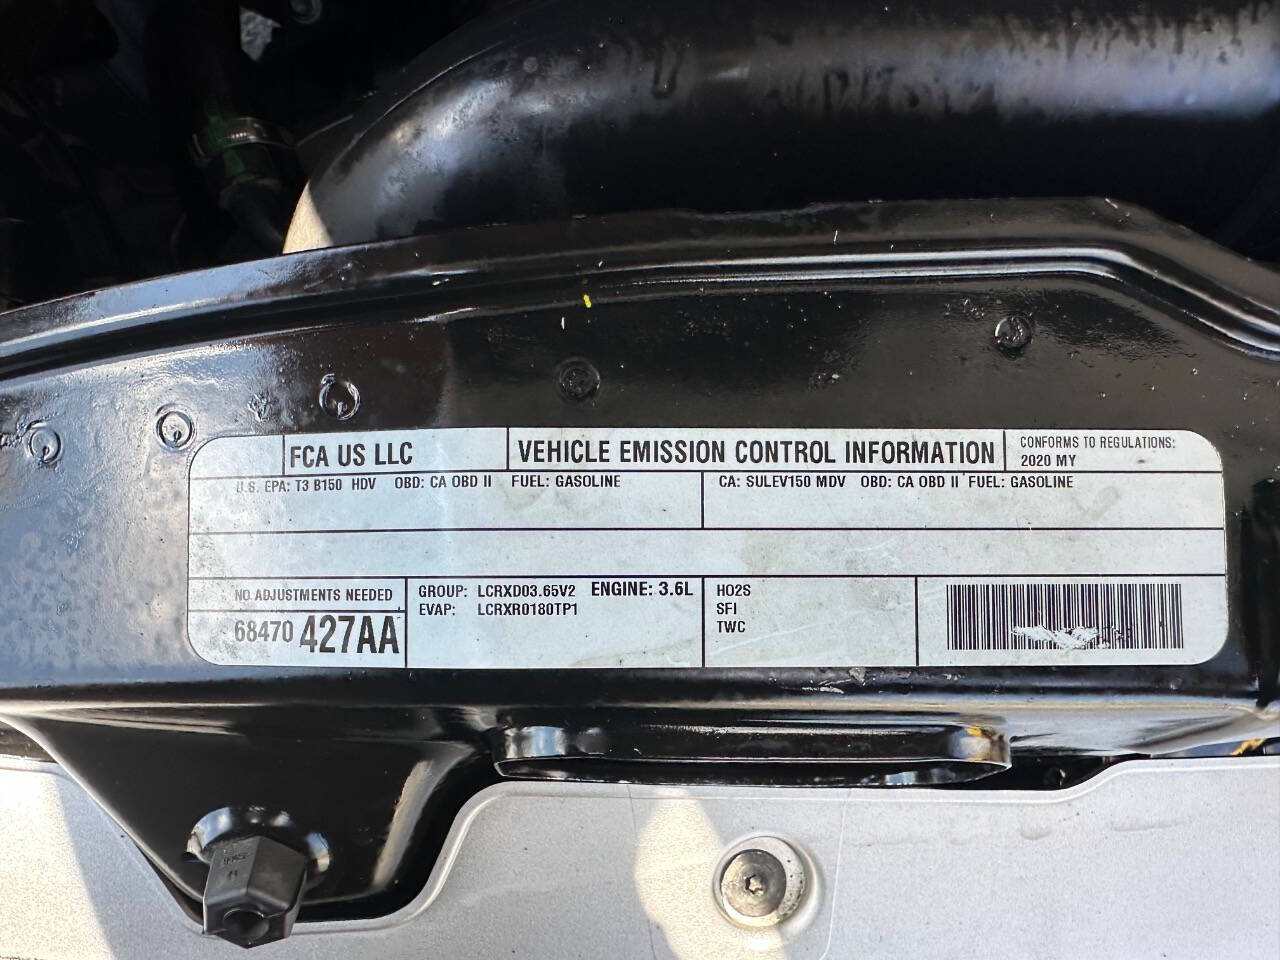 FCA US LLC
VEHICLE EMISSION CONTROL INFORMATION
CONFORMS TO REGULATIONS:
2020 MY
U.S. EPA: T3 B150 HDV OBD: CA OBD II FUEL: GASOLINE
CA: SULEV150 MDV OBD: CA OBD II FUEL: GASOLINE
NO ADJUSTMENTS NEEDED
68470 427AA
GROUP: LCRXD03.65V2 ENGINE: 3.6L
EVAP: LCRXR0180TP1
HO2S
SFI
TWC